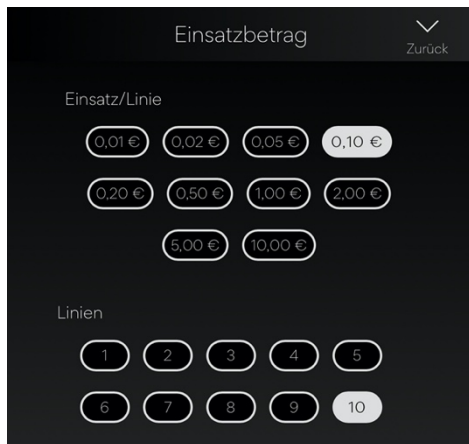 Einsatzbetrag
Zurück
Einsatz/Linie
0,01 € 0,02 € 0,05 € 0,10 €
0,20 € 0,50 € 1,00 € 2,00 €
5,00 € 10,00 €
Linien
1 2 3 4 5
6 7 8 9 10